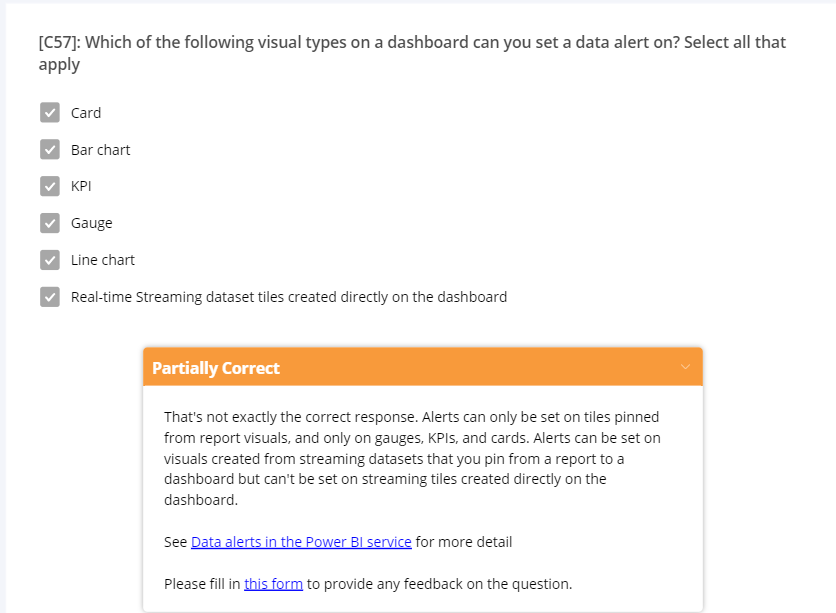 [C57]: Which of the following visual types on a dashboard can you set a data alert on? Select all that
apply
Card
Bar chart
KPI
Gauge
Line chart
Real-time Streaming dataset tiles created directly on the dashboard
Partially Correct
That's not exactly the correct response. Alerts can only be set on tiles pinned
from report visuals, and only on gauges, KPIs, and cards. Alerts can be set on
visuals created from streaming datasets that you pin from a report to a
dashboard but can't be set on streaming tiles created directly on the
dashboard.
See Data alerts in the Power BI service for more detail
Please fill in this form to provide any feedback on the question.